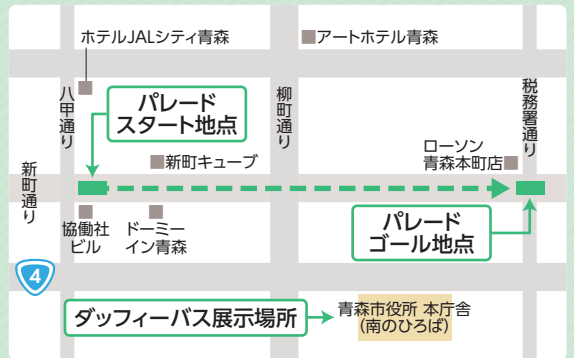 ホテルJALシティ青森
アートホテル青森
八甲通り
パレード
スタート地点
柳町通り
税務署通り
新町キューブ
ローソン
青森本町店
新町通り
協働社
ビル
ドーミー
イン青森
パレード
ゴール地点
4
ダッフィーバス展示場所
青森市役所 本庁舎
(南のひろば)